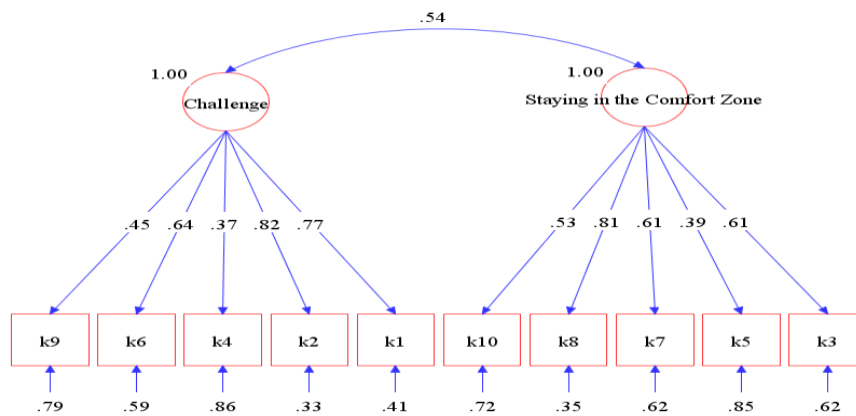 .54
1.00
1.00
Challenge
Staying in the Comfort Zone
.45 .64 .37 .82 .77
.53 .81 .61 .39 .61
k9 k6 k4 k2 k1 k10 k8 k7 k5 k3
.79 .59 .86 .33 .41 .72 .35 .62 .85 .62